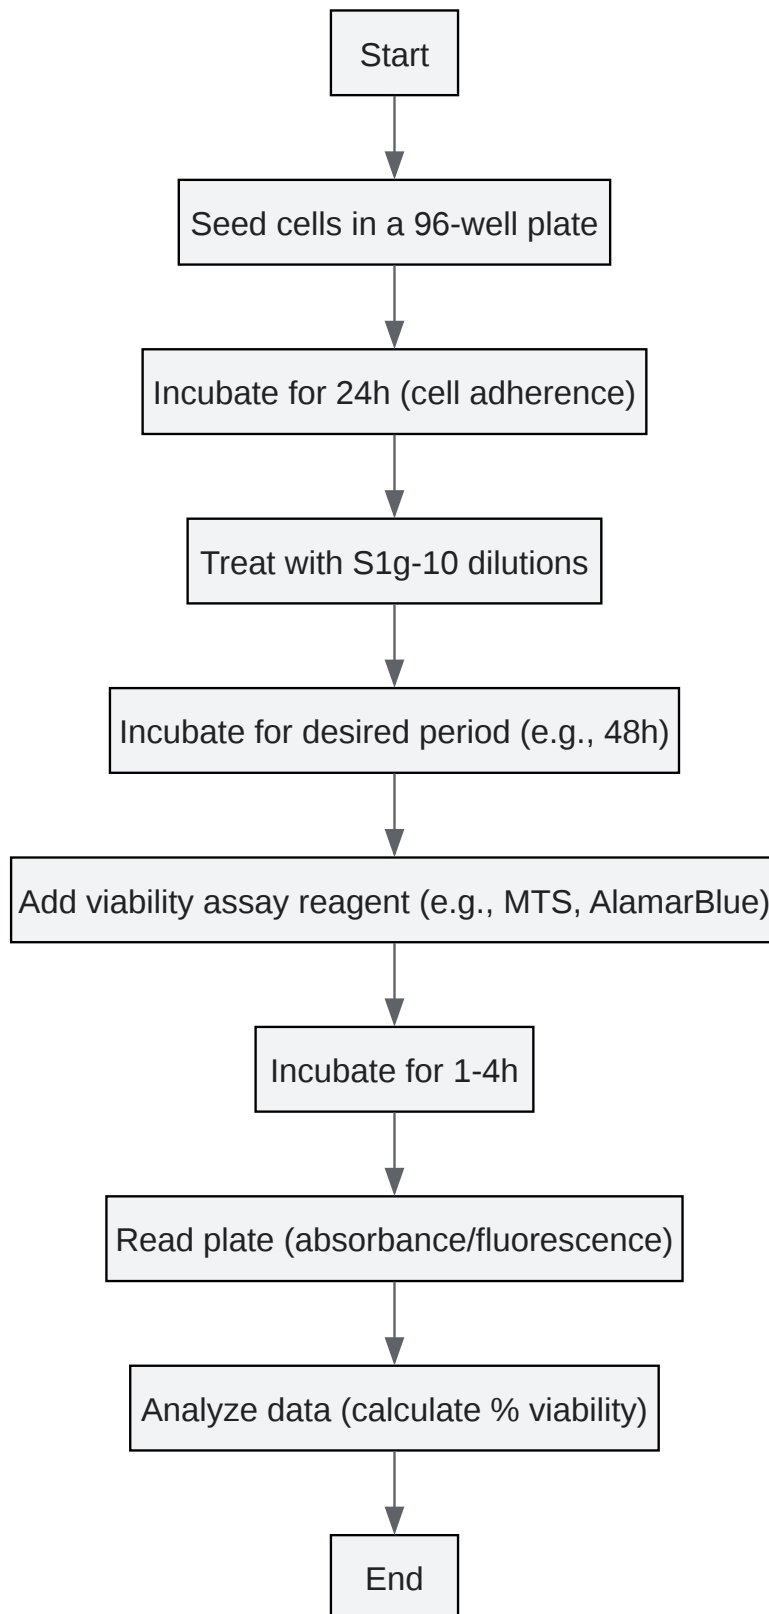 Start
Seed cells in a 96-well plate
Incubate for 24h (cell adherence)
Treat with S1g-10 dilutions
Incubate for desired period (e.g., 48h)
Add viability assay reagent (e.g., MTS, AlamarBlue)
Incubate for 1-4h
Read plate (absorbance/fluorescence)
Analyze data (calculate % viability)
End